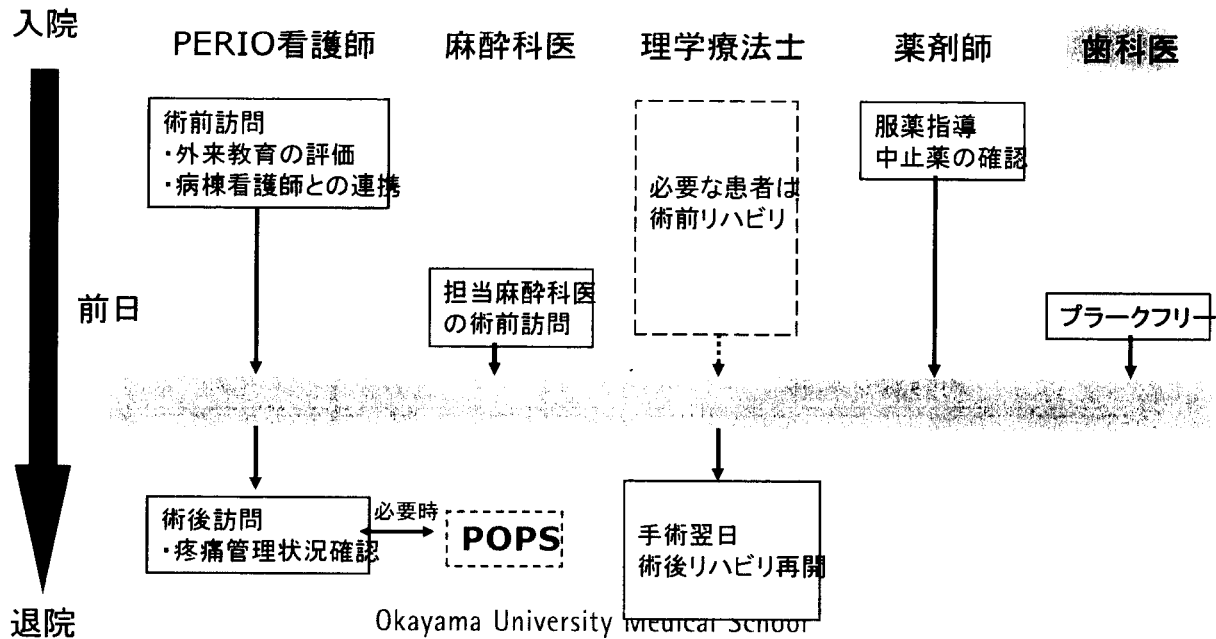 入院
PERIO看護師
麻酔科医
理学療法士
薬剤師
歯科医
術前訪問
・外来教育の評価
・病棟看護師との連携
服薬指導
中止薬の確認
必要な患者は
術前リハビリ
前日
担当麻酔科医
の術前訪問
プラークフリー
術後訪問
・疼痛管理状況確認
必要時
POPS
手術翌日
術後リハビリ再開
退院
Okayama University Medical School